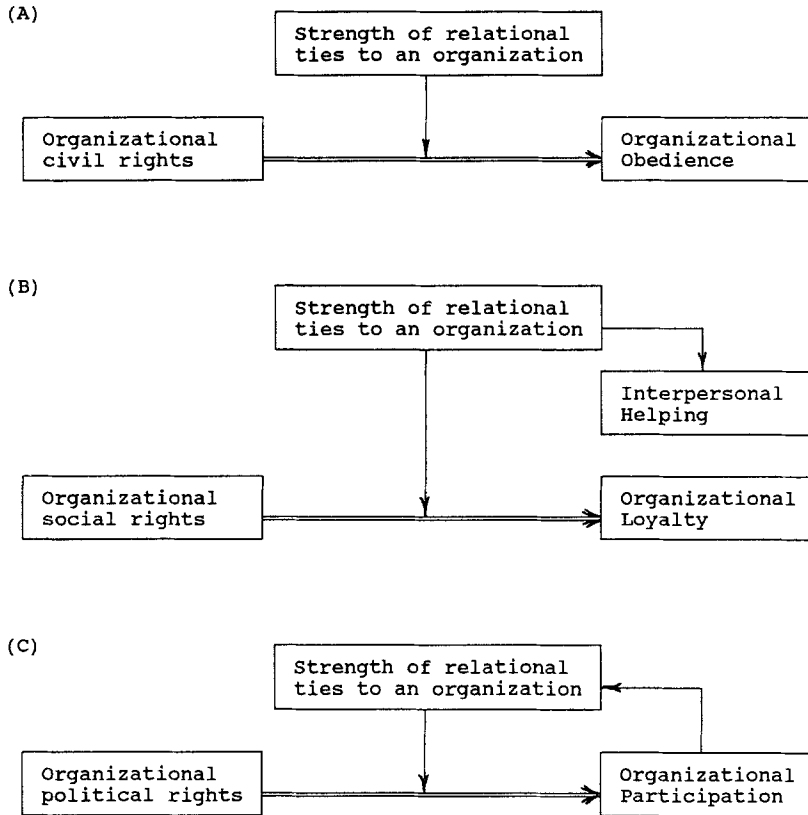 (A)
Strength of relational
ties to an organization
Organizational
civil rights
Organizational
Obedience
(B)
Strength of relational
ties to an organization
Interpersonal
Helping
Organizational
social rights
Organizational
Loyalty
(C)
Strength of relational
ties to an organization
Organizational
political rights
Organizational
Participation